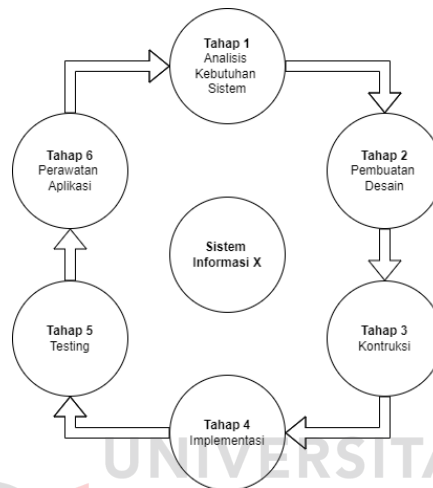 Tahap 1
Analisis
Kebutuhan
Sistem
Tahap 2
Pembuatan
Desain
Tahap 3
Kontruksi
Tahap 4
Implementasi
Tahap 5
Testing
Tahap 6
Perawatan
Aplikasi
Sistem
Informasi X
UNIVERSITA